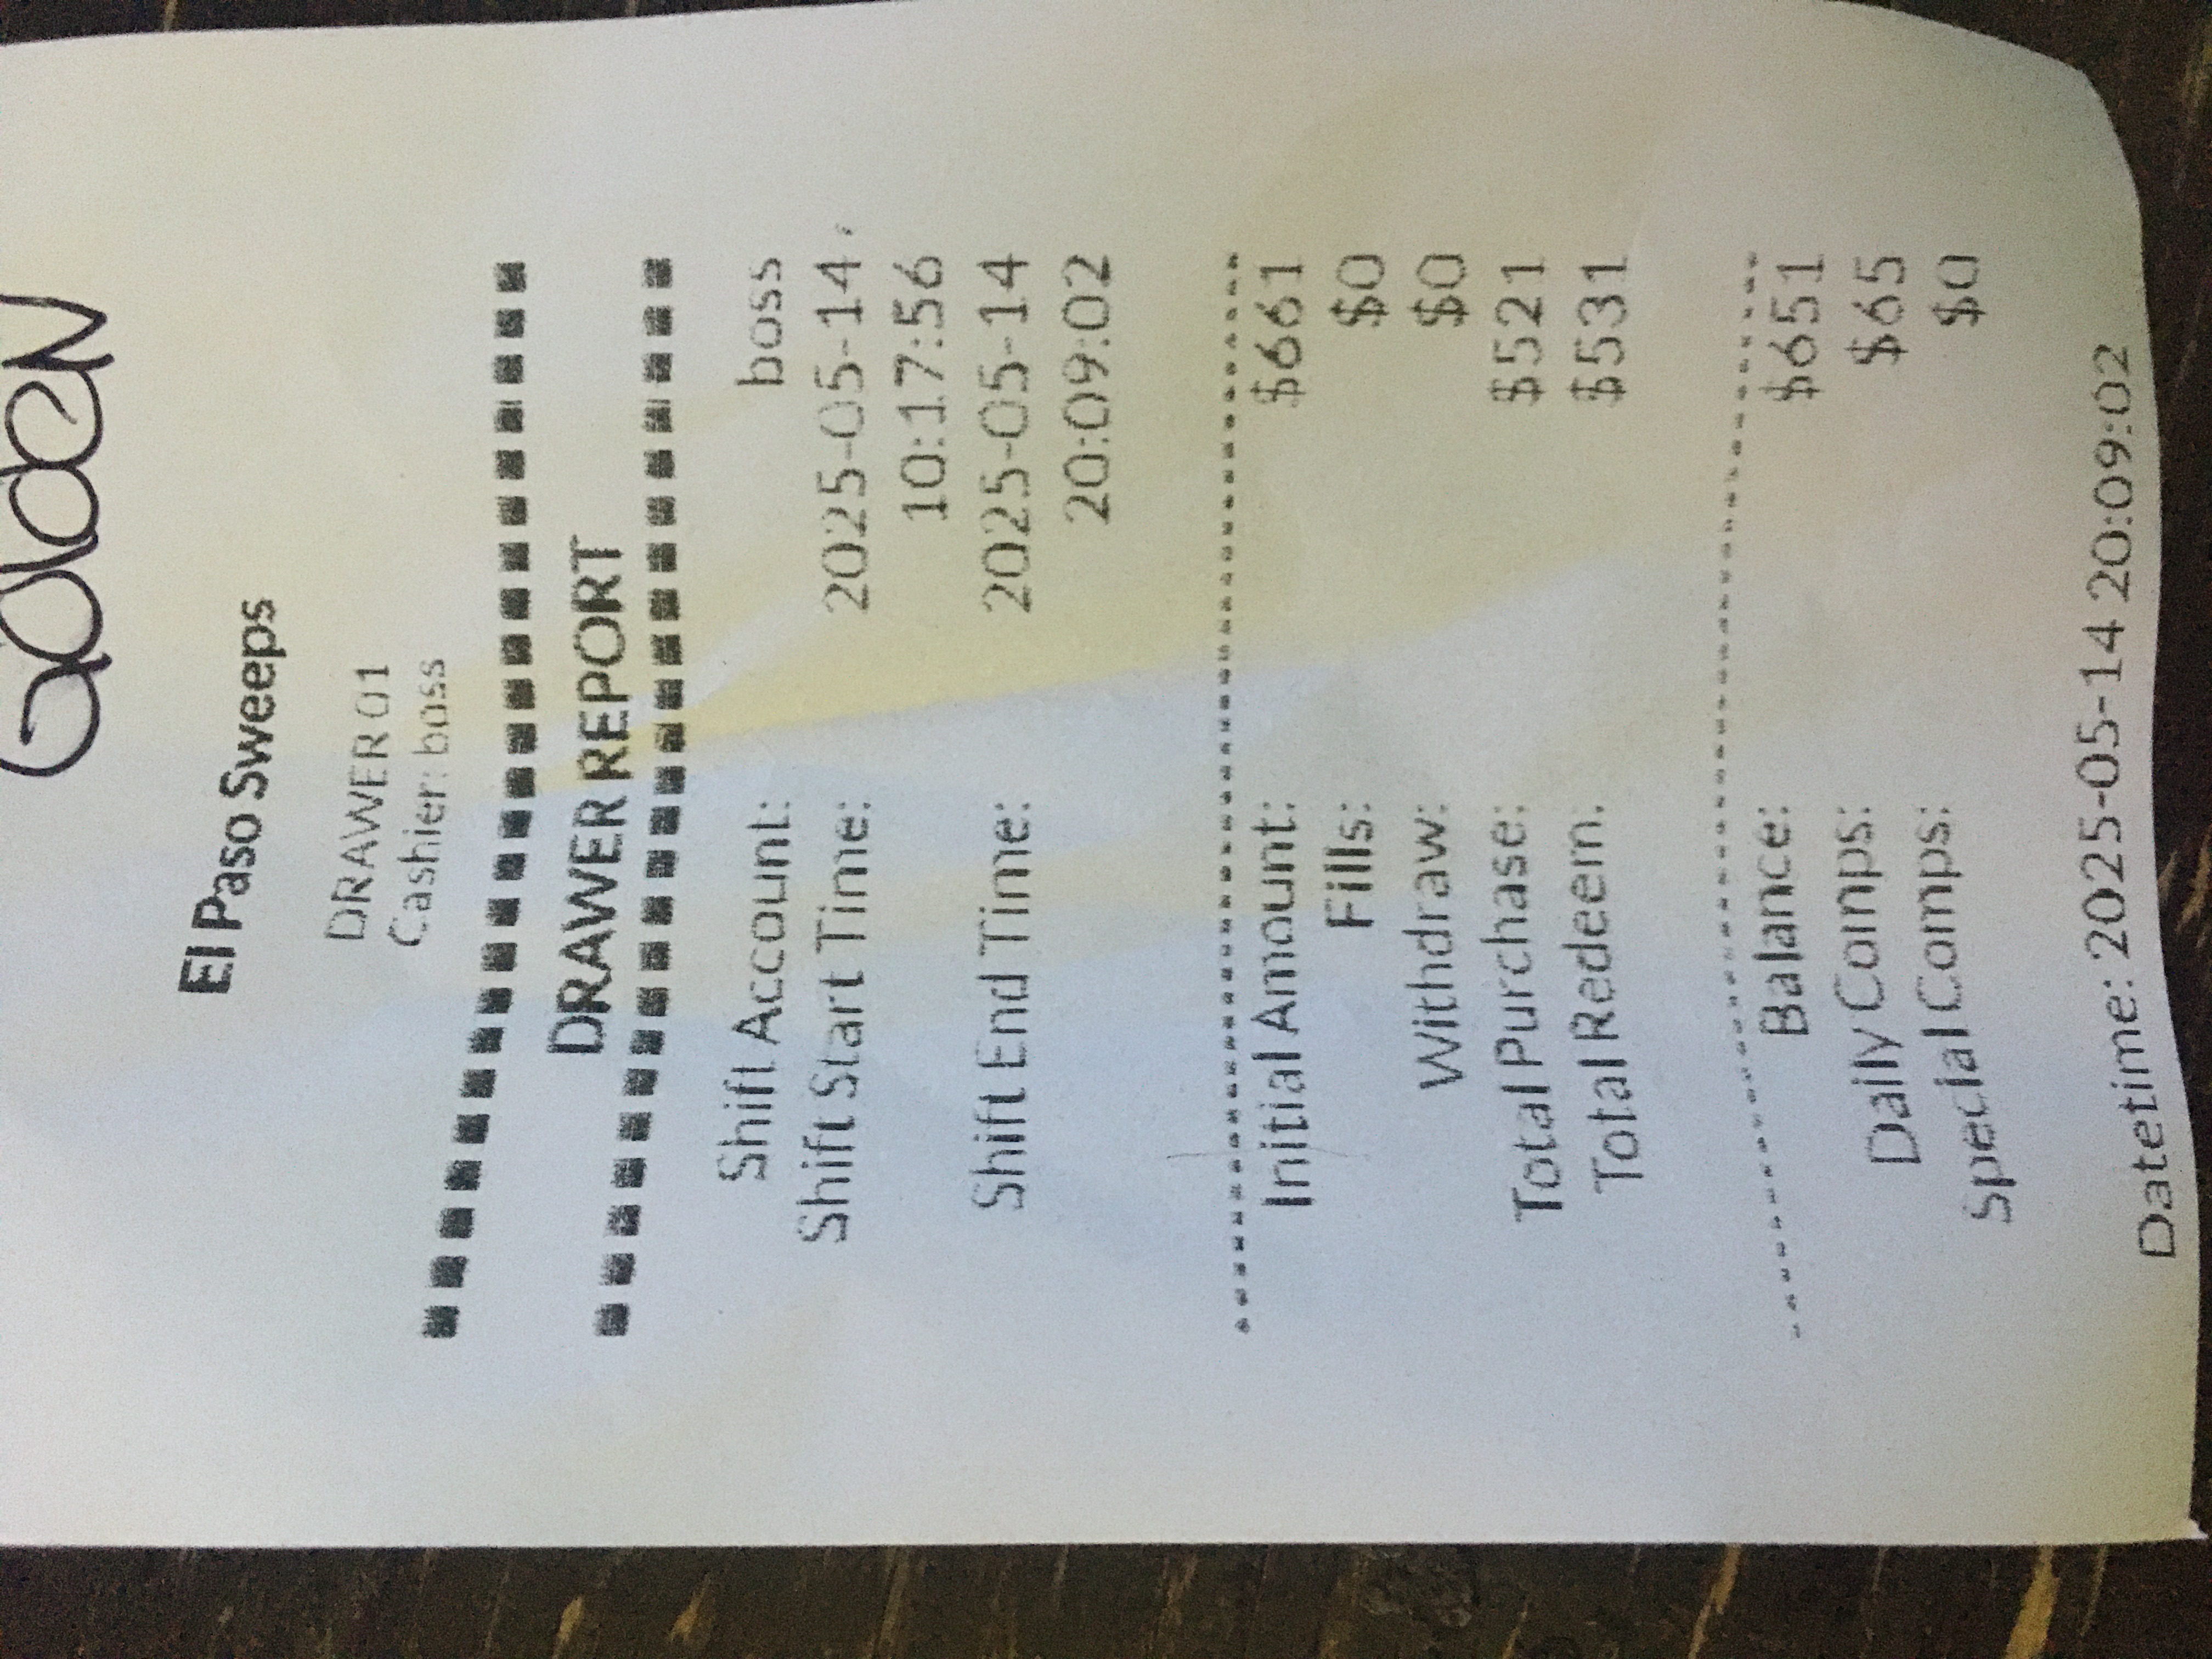 Golden
El Paso Sweeps
DRAWER 01
Cashier: boss
DRAWER REPORT
Shift Account: boss
Shift Start Time: 2025-05-14
10:17:56
Shift End Time: 2025-05-14
20:09:02
Initial Amount: $661
Fills: $0
Withdraw: $0
Total Purchase: $521
Total Redeem: $531
Balance: $651
Daily Comps: $65
Special Comps: $0
Datetime: 2025-05-14 20:09:02